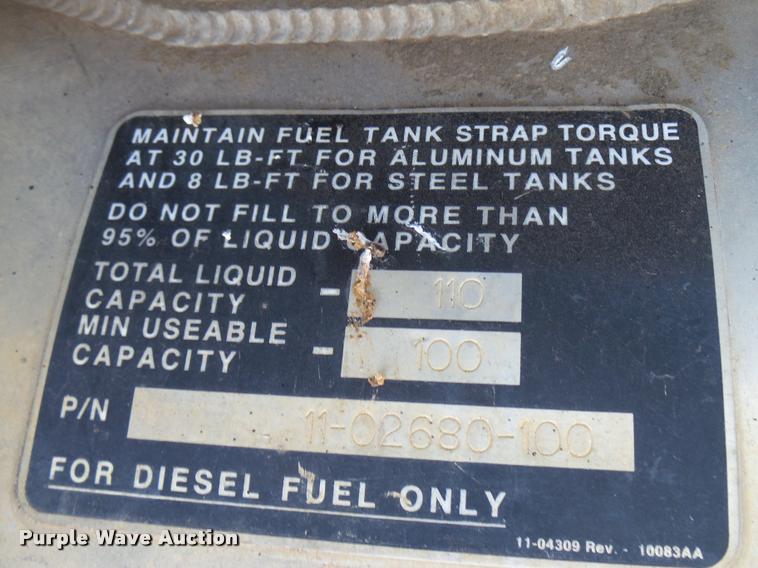 MAINTAIN FUEL TANK STRAP TORQUE
AT 30 LB-FT FOR ALUMINUM TANKS
AND 8 LB-FT FOR STEEL TANKS
DO NOT FILL TO MORE THAN
95% OF LIQUID CAPACITY
TOTAL LIQUID
CAPACITY - 110
MIN USEABLE
CAPACITY - 100
P/N 11-02680-100
FOR DIESEL FUEL ONLY
11-04309 Rev. - 10083AA
Purple Wave Auction